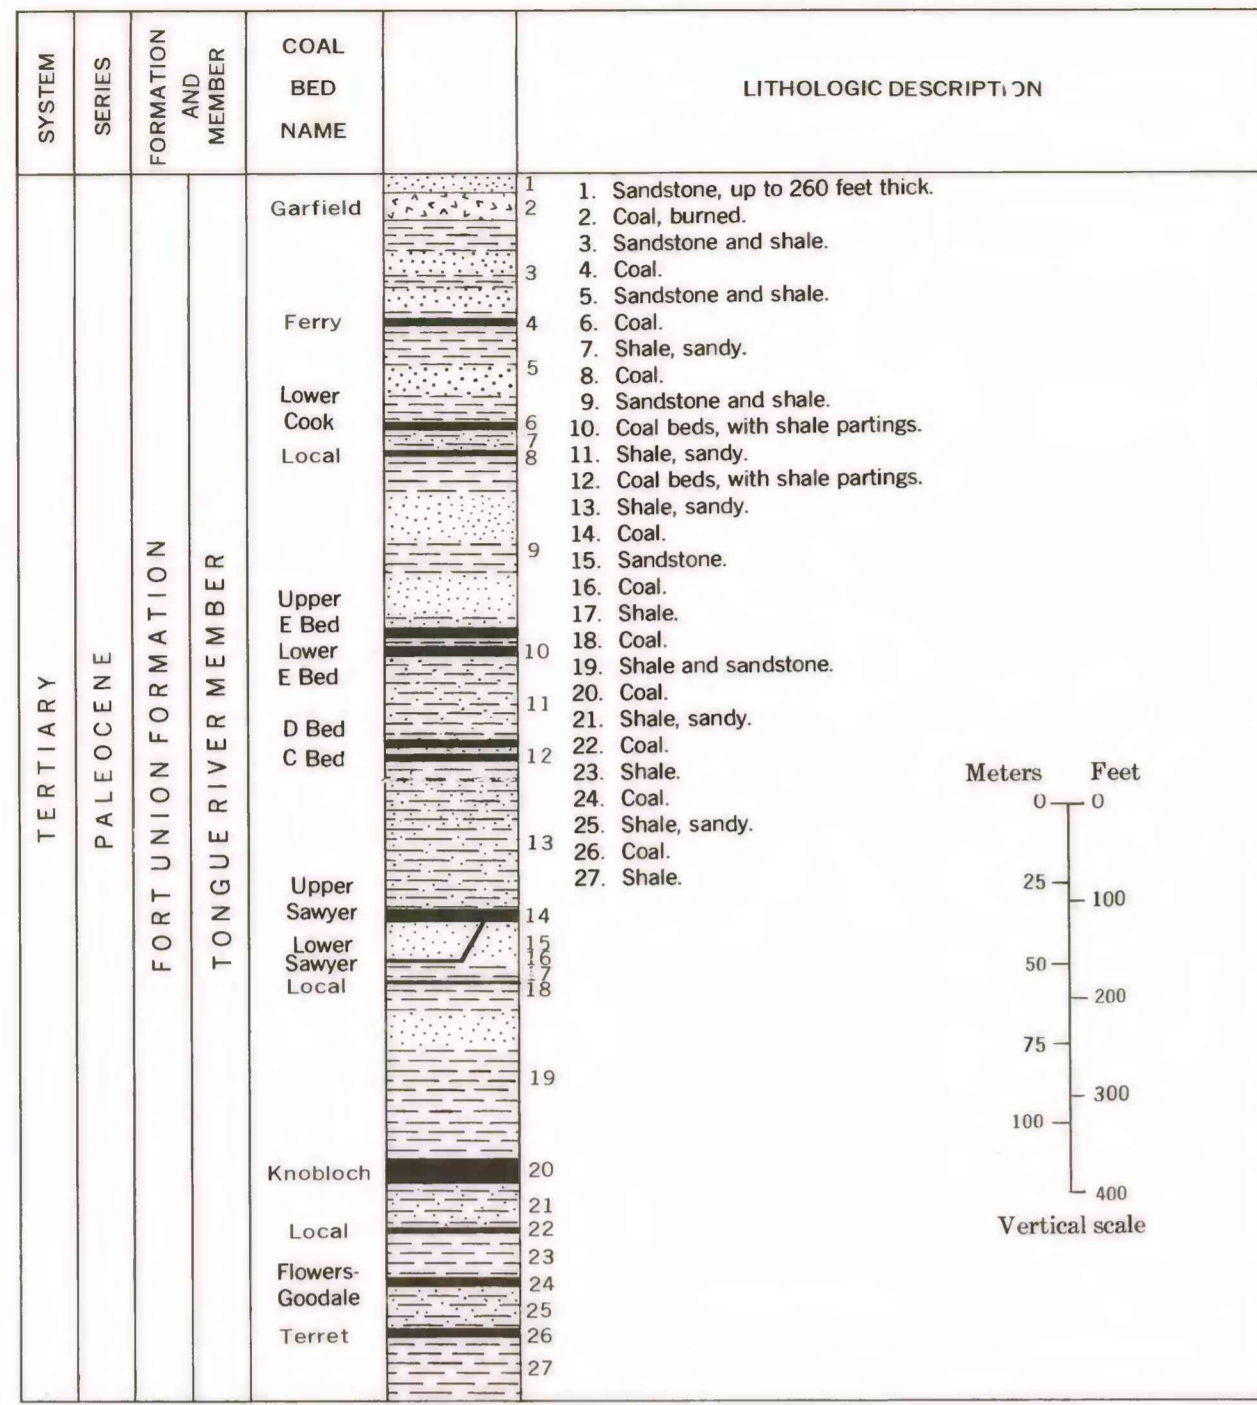 SYSTEM
SERIES
FORMATION
AND
MEMBER
COAL
BED
NAME
LITHOLOGIC DESCRIPTION
TERTIARY
PALEOCENE
FORT UNION FORMATION
TONGUE RIVER MEMBER
Garfield
Ferry
Lower
Cook
Local
Upper
E Bed
Lower
E Bed
D Bed
C Bed
Upper
Sawyer
Lower
Sawyer
Local
Knobloch
Local
Flowers-
Goodale
Terret
1
2
3
4
5
6
7
8
9
10
11
12
13
14
15
16
17
18
19
20
21
22
23
24
25
26
27
1. Sandstone, up to 260 feet thick.
2. Coal, burned.
3. Sandstone and shale.
4. Coal.
5. Sandstone and shale.
6. Coal.
7. Shale, sandy.
8. Coal.
9. Sandstone and shale.
10. Coal beds, with shale partings.
11. Shale, sandy.
12. Coal beds, with shale partings.
13. Shale, sandy.
14. Coal.
15. Sandstone.
16. Coal.
17. Shale.
18. Coal.
19. Shale and sandstone.
20. Coal.
21. Shale, sandy.
22. Coal.
23. Shale.
24. Coal.
25. Shale, sandy.
26. Coal.
27. Shale.
Meters Feet
0 0
25
100
50
200
75
300
100
400
Vertical scale